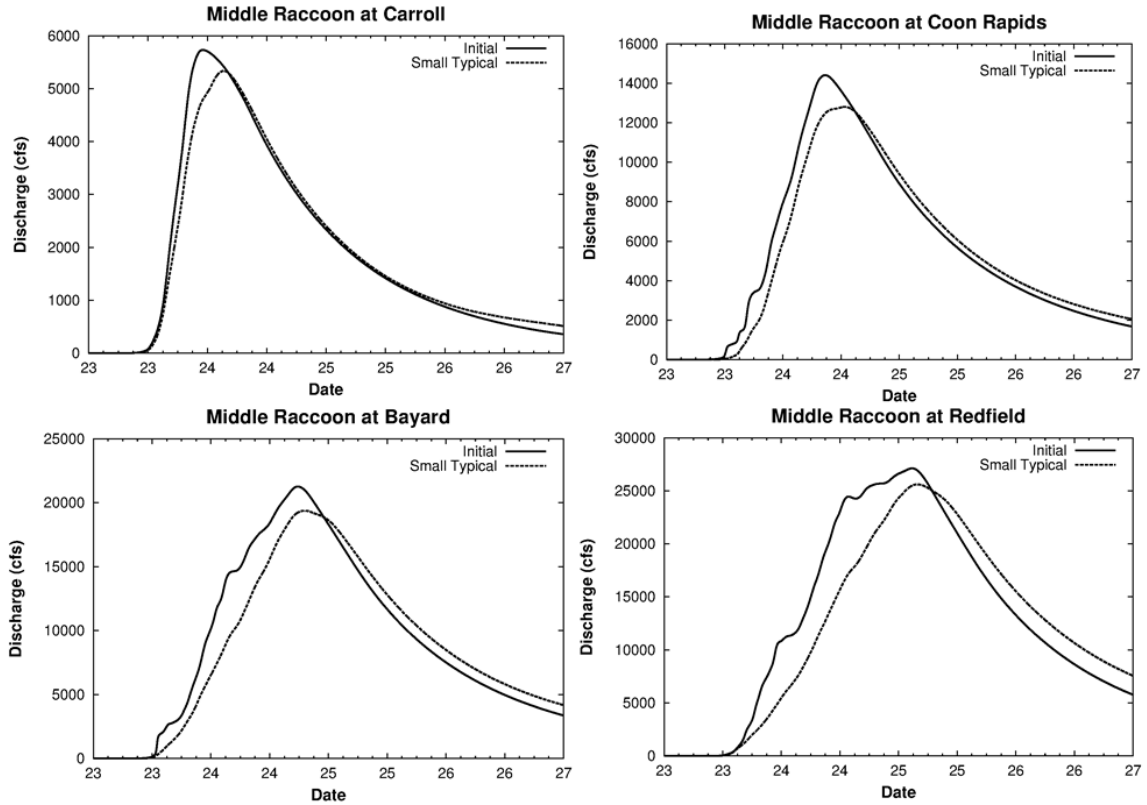 Middle Raccoon at Carroll
Discharge (cfs)
6000
5000
4000
3000
2000
1000
0
Initial
Small Typical
23 23 24 24 25 25 26 26 27
Date
Middle Raccoon at Coon Rapids
Discharge (cfs)
16000
14000
12000
10000
8000
6000
4000
2000
0
Initial
Small Typical
23 23 24 24 25 25 26 26 27
Date
Middle Raccoon at Bayard
Discharge (cfs)
25000
20000
15000
10000
5000
0
Initial
Small Typical
23 23 24 24 25 25 26 26 27
Date
Middle Raccoon at Redfield
Discharge (cfs)
30000
25000
20000
15000
10000
5000
0
Initial
Small Typical
23 23 24 24 25 25 26 26 27
Date